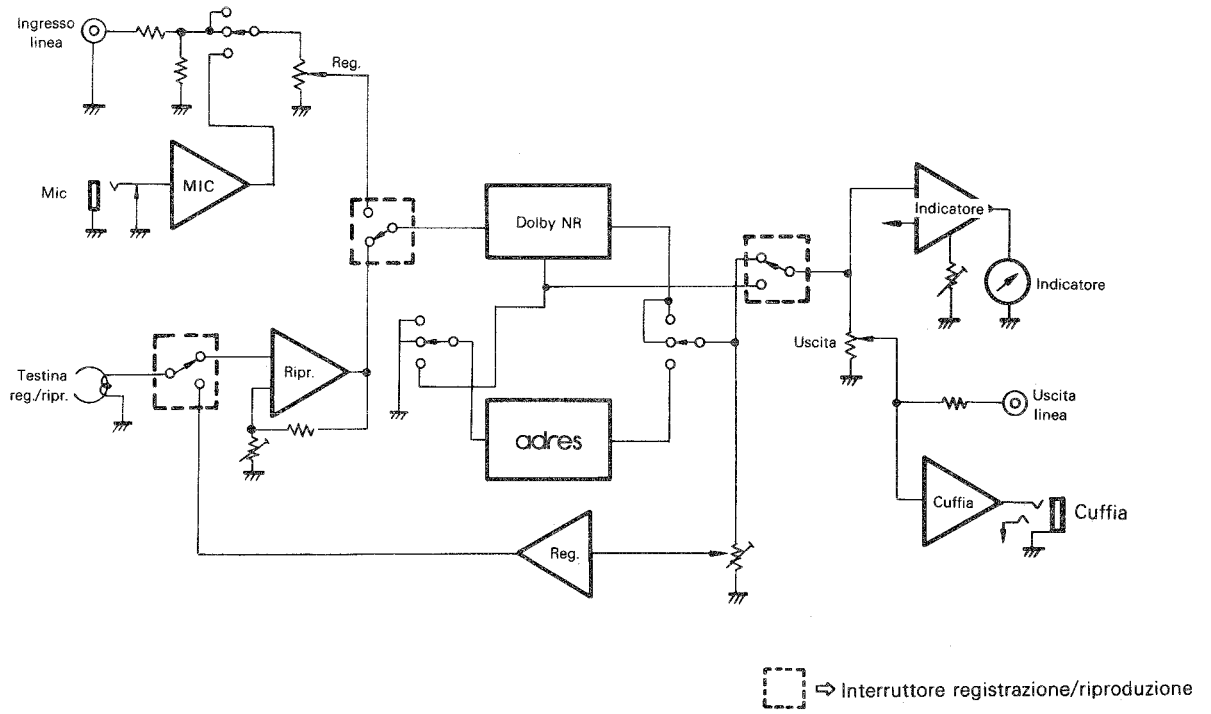 Ingresso
linea
Reg.
Mic
MIC
Dolby NR
Indicatore
Indicatore
Testina
reg./ripr.
Ripr.
adres
Uscita
Uscita
linea
Cuffia
Cuffia
Reg.
⇨ Interruttore registrazione/riproduzione